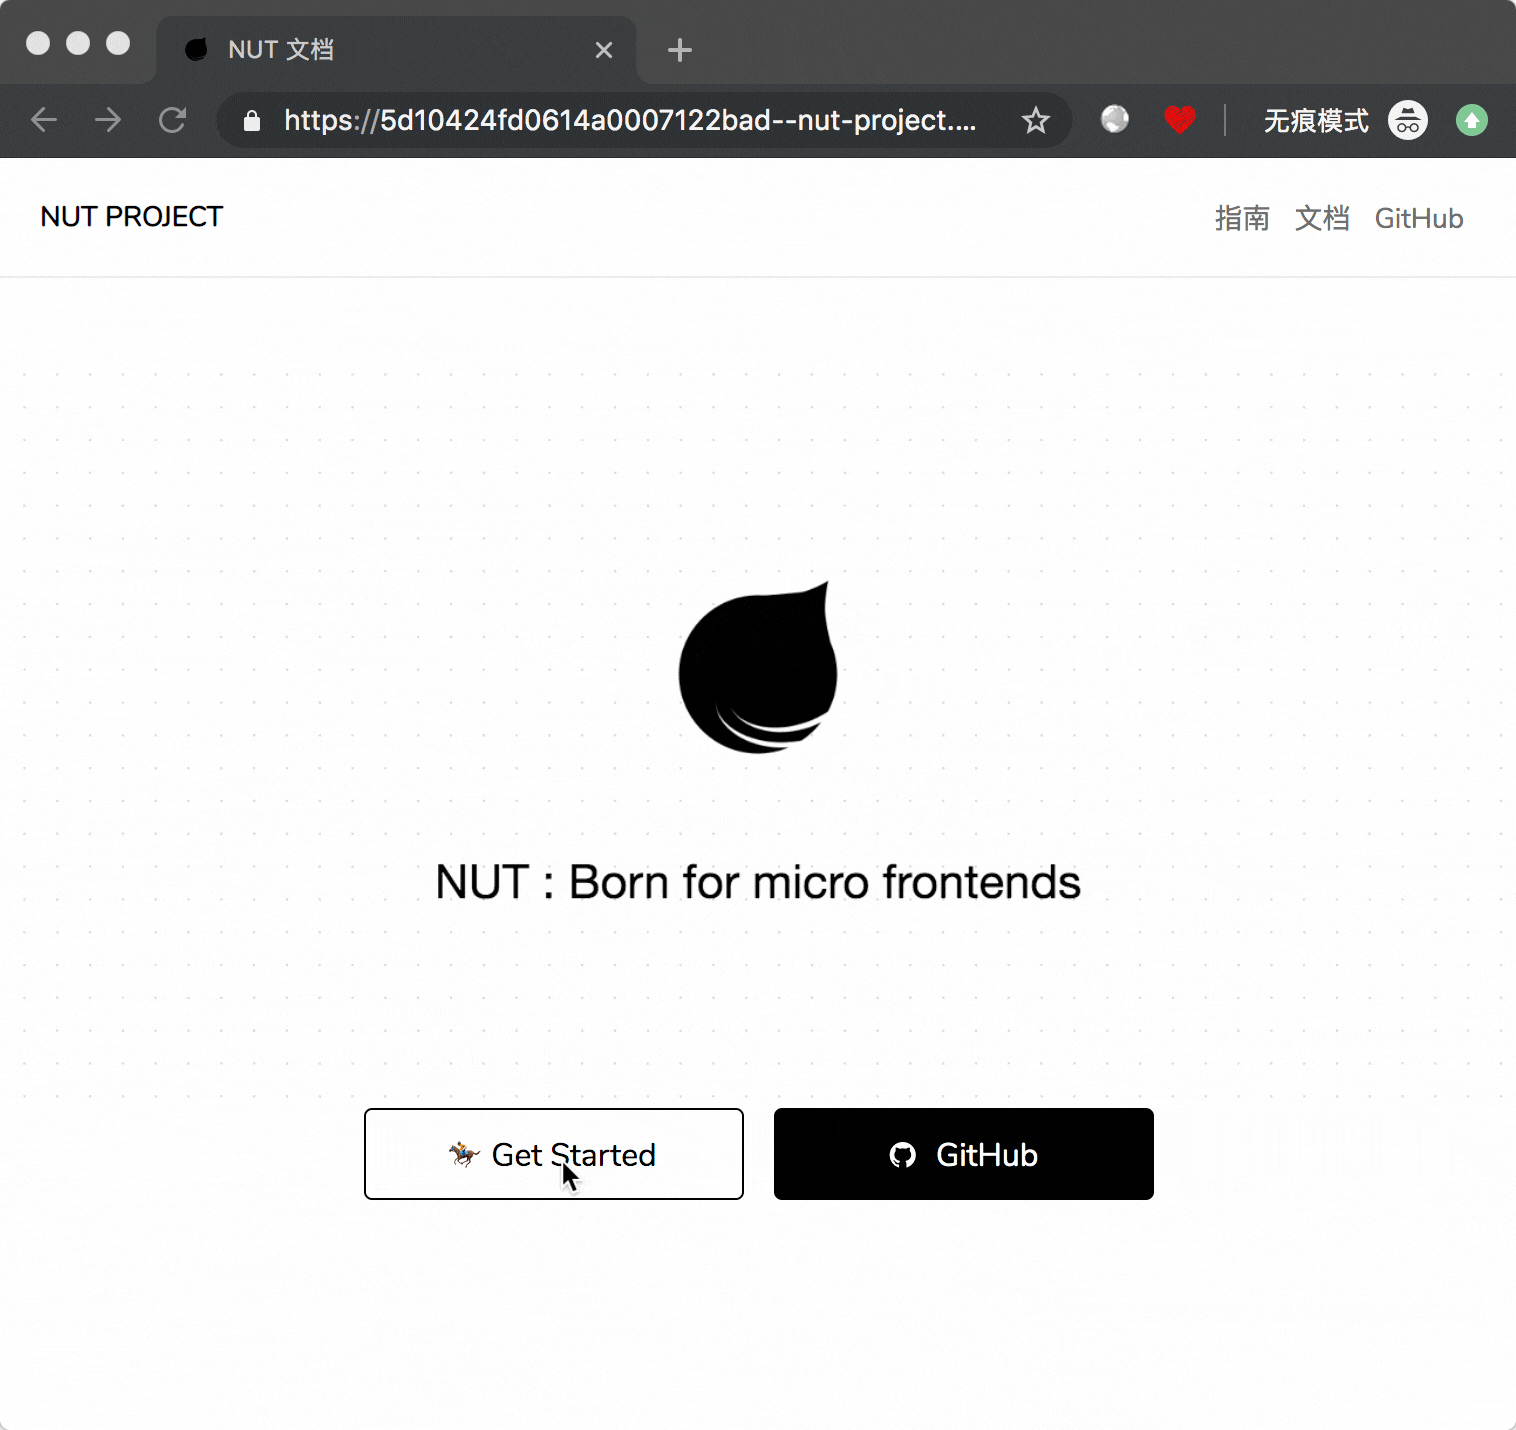 NUT 文档
https://5d10424fd0614a0007122bad--nut-project.... 无痕模式
NUT PROJECT 指南 文档 GitHub
NUT : Born for micro frontends
Get Started GitHub